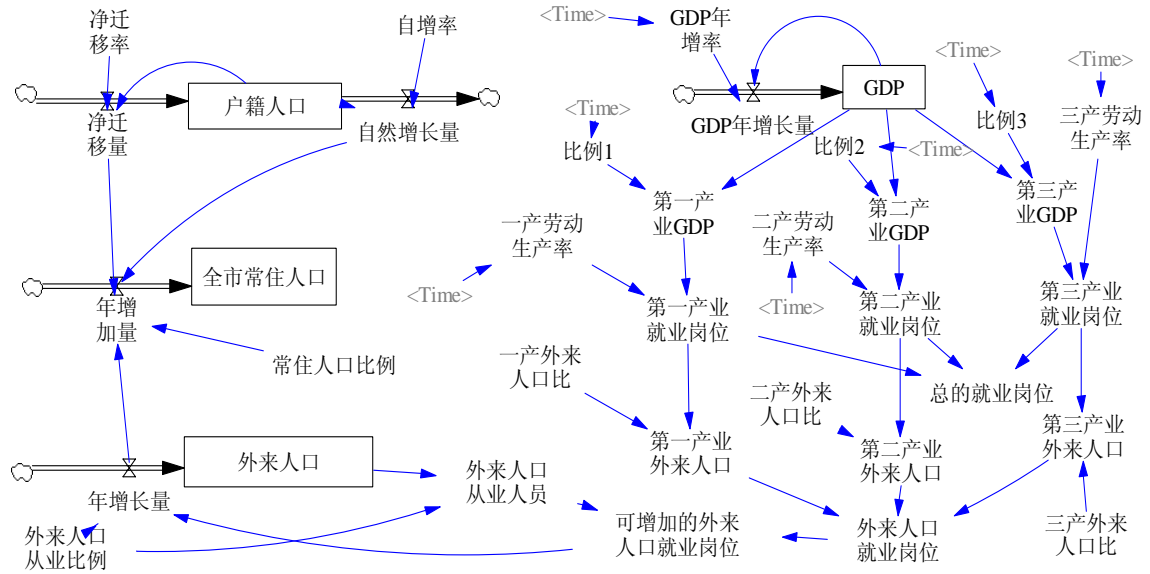 净迁
移率
自增率
户籍人口
净迁
移量
自然增长量
全市常住人口
年增
加量
常住人口比例
外来人口
年增长量
外来人口
从业比例
外来人口
从业人员
可增加的外来
人口就业岗位
<Time>
GDP年
增率
GDP
GDP年增长量
<Time>
<Time>
<Time>
比例1
比例2
<Time>
比例3
三产劳动
生产率
第一产
业GDP
第二产
业GDP
第三产
业GDP
一产劳动
生产率
<Time>
二产劳动
生产率
<Time>
第一产业
就业岗位
第二产业
就业岗位
第三产业
就业岗位
总的就业岗位
一产外来
人口比
二产外来
人口比
第一产业
外来人口
第二产业
外来人口
第三产业
外来人口
外来人口
就业岗位
三产外来
人口比